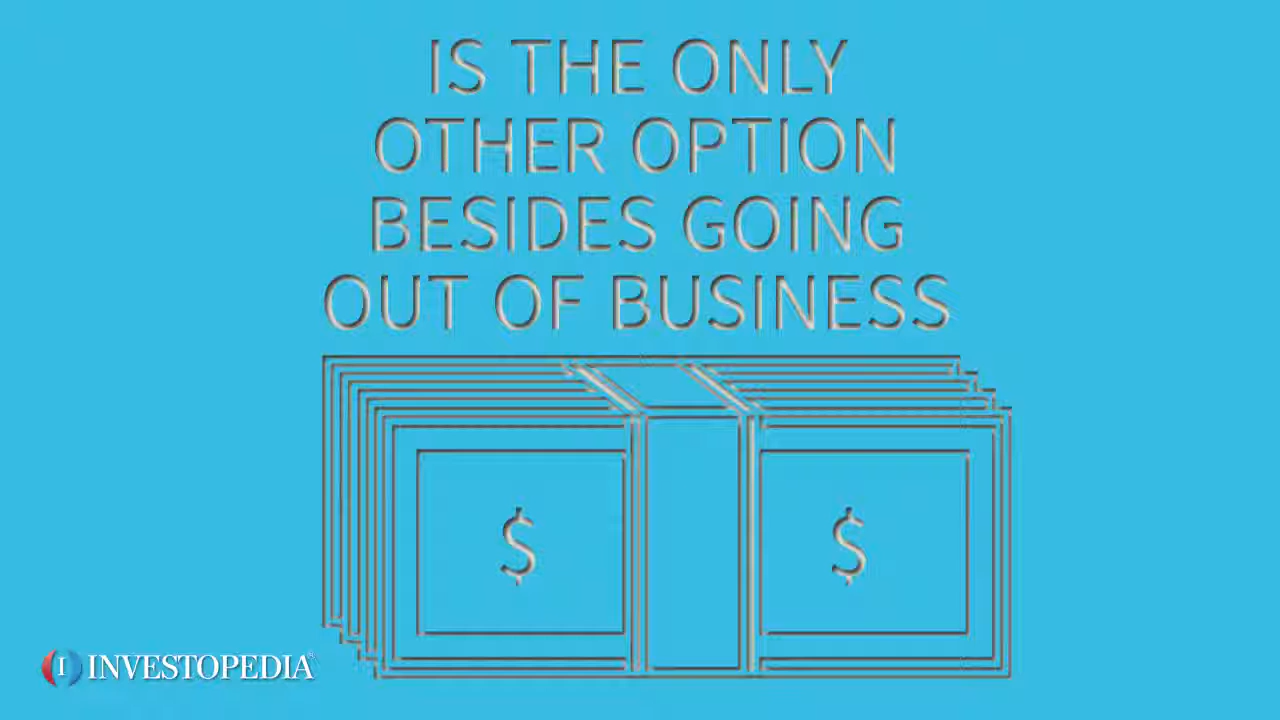 IS THE ONLY
OTHER OPTION
BESIDES GOING
OUT OF BUSINESS
$ $
I INVESTOPEDIA®